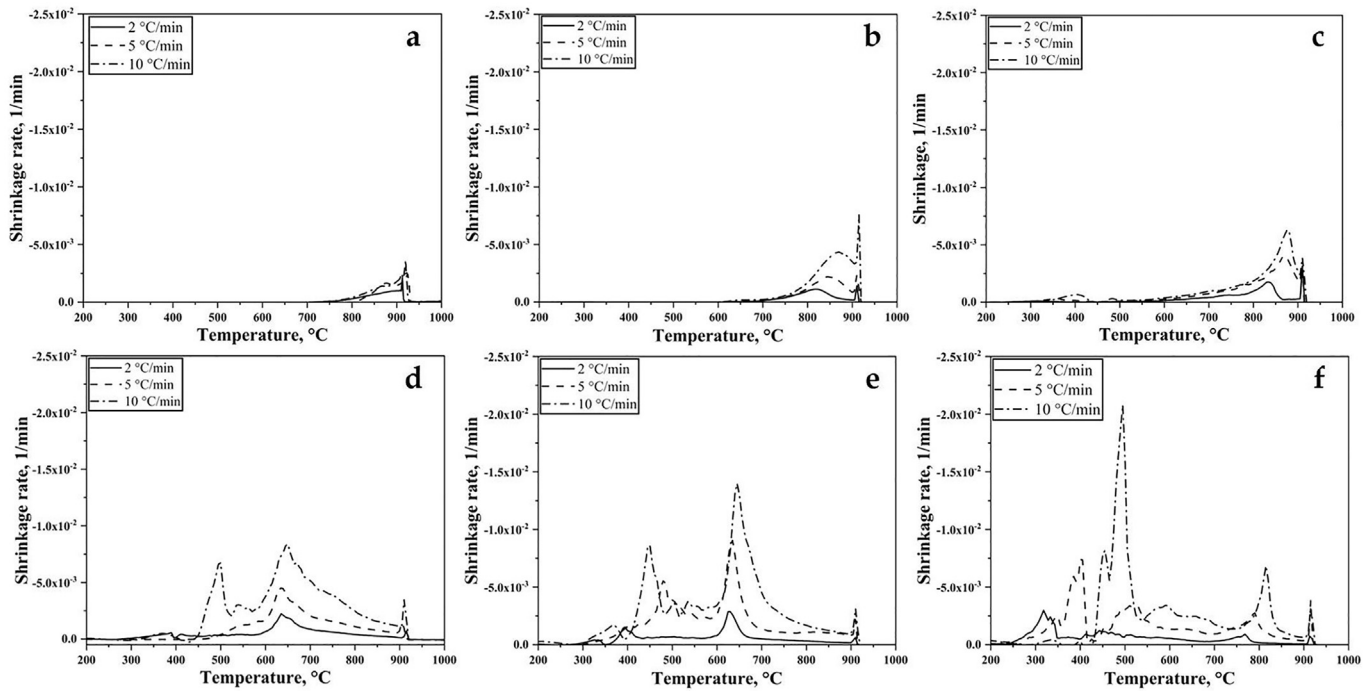 -2.5x10⁻²
-2.0x10⁻²
-1.5x10⁻²
-1.0x10⁻²
-5.0x10⁻³
0.0
Shrinkage rate, 1/min
2 °C/min
5 °C/min
10 °C/min
a
200 300 400 500 600 700 800 900 1000
Temperature, °C
-2.5x10⁻²
-2.0x10⁻²
-1.5x10⁻²
-1.0x10⁻²
-5.0x10⁻³
0.0
Shrinkage rate, 1/min
2 °C/min
5 °C/min
10 °C/min
b
200 300 400 500 600 700 800 900 1000
Temperature, °C
-2.5x10⁻²
-2.0x10⁻²
-1.5x10⁻²
-1.0x10⁻²
-5.0x10⁻³
0.0
Shrinkage, 1/min
2 °C/min
5 °C/min
10 °C/min
c
200 300 400 500 600 700 800 900 1000
Temperature, °C
-2.5x10⁻²
-2.0x10⁻²
-1.5x10⁻²
-1.0x10⁻²
-5.0x10⁻³
0.0
Shrinkage rate, 1/min
2 °C/min
5 °C/min
10 °C/min
d
200 300 400 500 600 700 800 900 1000
Temperature, °C
-2.5x10⁻²
-2.0x10⁻²
-1.5x10⁻²
-1.0x10⁻²
-5.0x10⁻³
0.0
Shrinkage rate, 1/min
2 °C/min
5 °C/min
10 °C/min
e
200 300 400 500 600 700 800 900 1000
Temperature, °C
-2.5x10⁻²
-2.0x10⁻²
-1.5x10⁻²
-1.0x10⁻²
-5.0x10⁻³
0.0
Shrinkage rate, 1/min
2 °C/min
5 °C/min
10 °C/min
f
200 300 400 500 600 700 800 900 1000
Temperature, °C